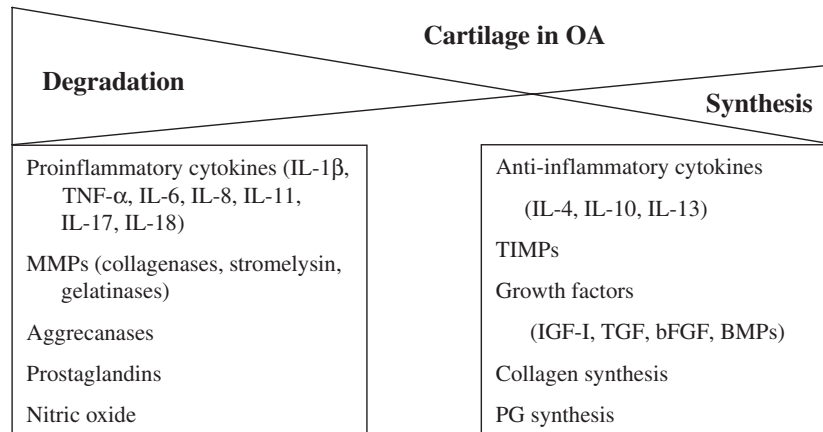 Cartilage in OA
Degradation
Synthesis
Proinflammatory cytokines (IL-1β,
TNF-α, IL-6, IL-8, IL-11,
IL-17, IL-18)
MMPs (collagenases, stromelysin,
gelatinases)
Aggrecanases
Prostaglandins
Nitric oxide
Anti-inflammatory cytokines
(IL-4, IL-10, IL-13)
TIMPs
Growth factors
(IGF-I, TGF, bFGF, BMPs)
Collagen synthesis
PG synthesis